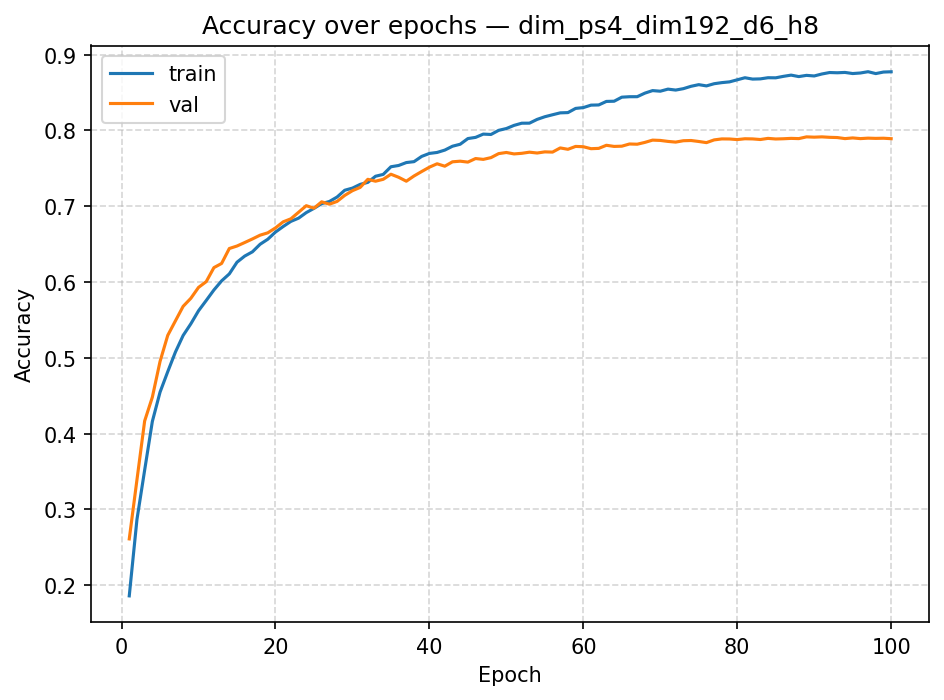 Accuracy over epochs — dim_ps4_dim192_d6_h8
train
val
Accuracy
0.9
0.8
0.7
0.6
0.5
0.4
0.3
0.2
0 20 40 60 80 100
Epoch